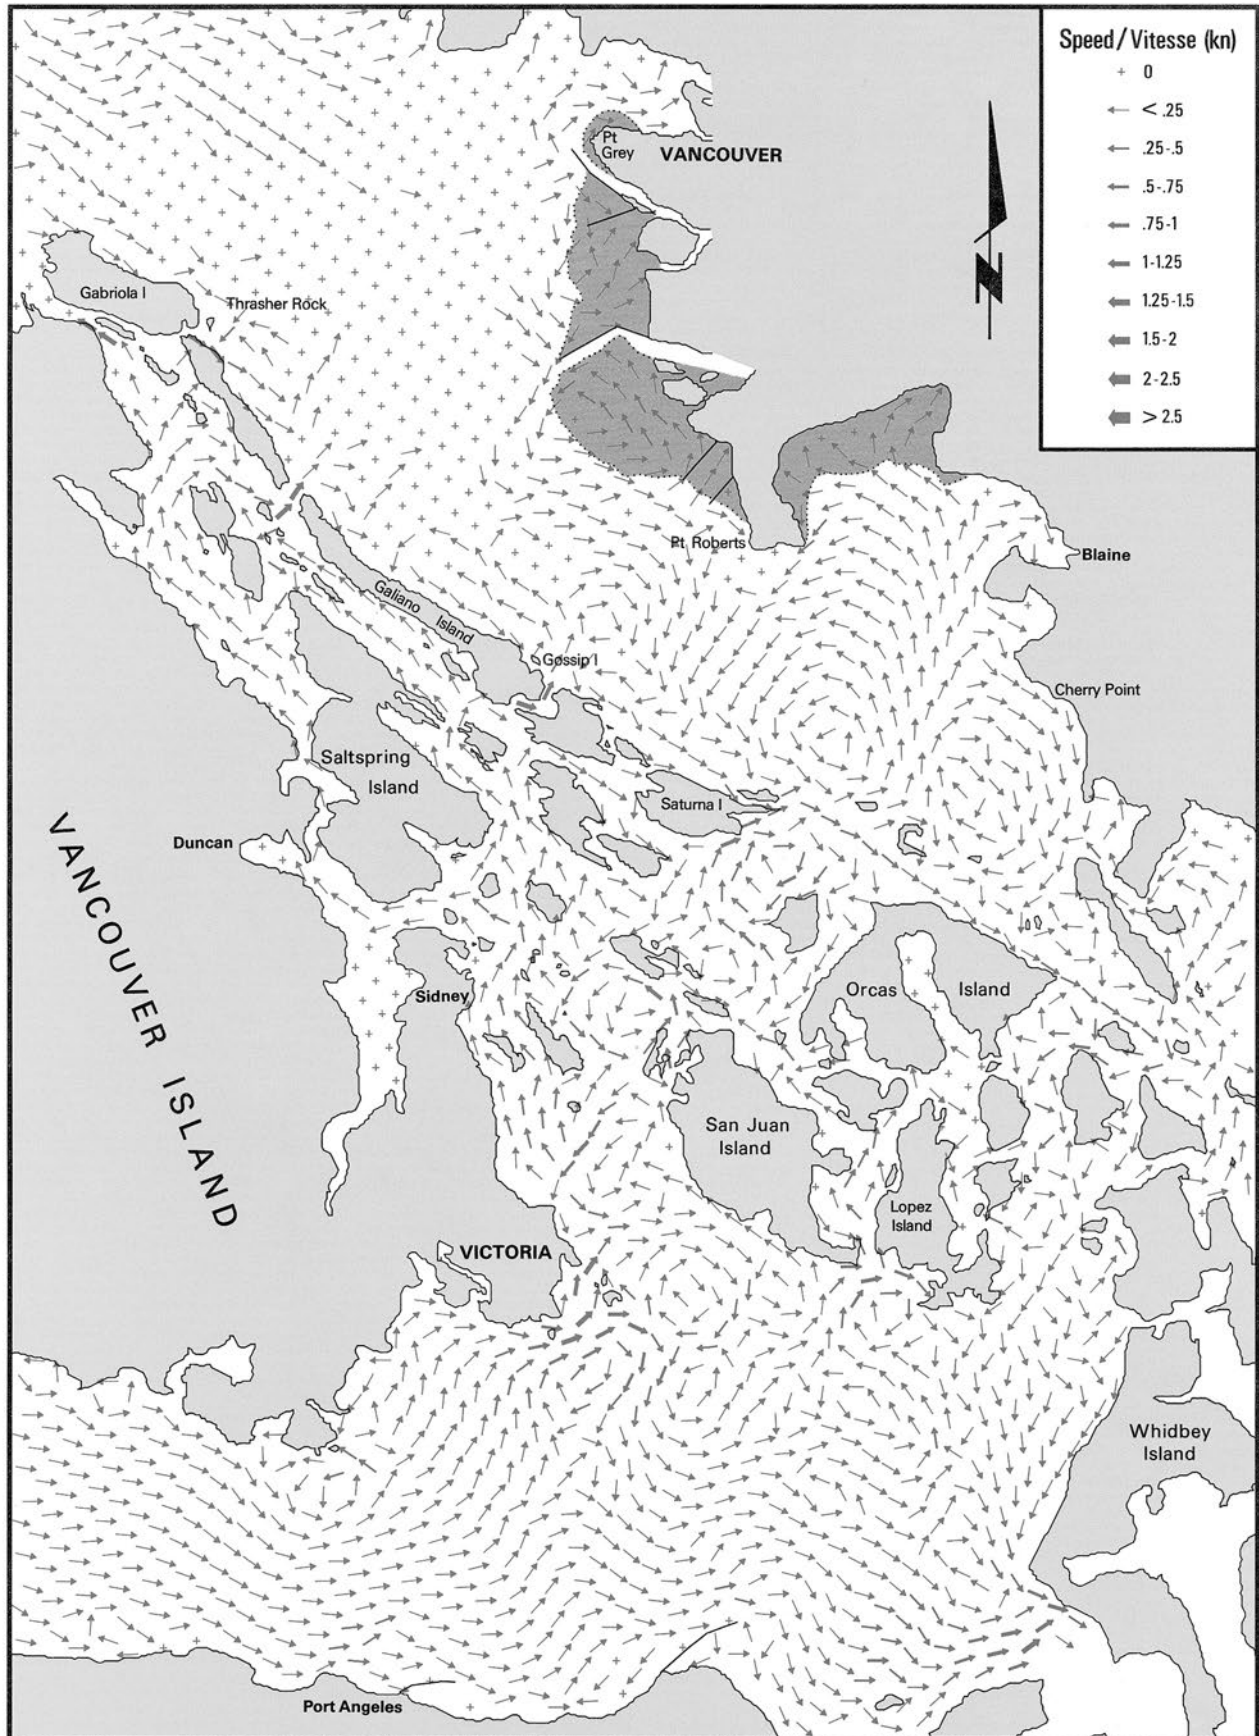 Speed/Vitesse (kn)
0
< .25
.25-.5
.5-.75
.75-1
1-1.25
1.25-1.5
1.5-2
2-2.5
> 2.5
N
Pt
Grey
VANCOUVER
Gabriola I
Thrasher Rock
Pt Roberts
Blaine
Galiano
Island
Gossip I
Cherry Point
Saltspring
Island
Saturna I
Duncan
VANCOUVER ISLAND
Sidney
Orcas Island
San Juan
Island
Lopez
Island
VICTORIA
Whidbey
Island
Port Angeles